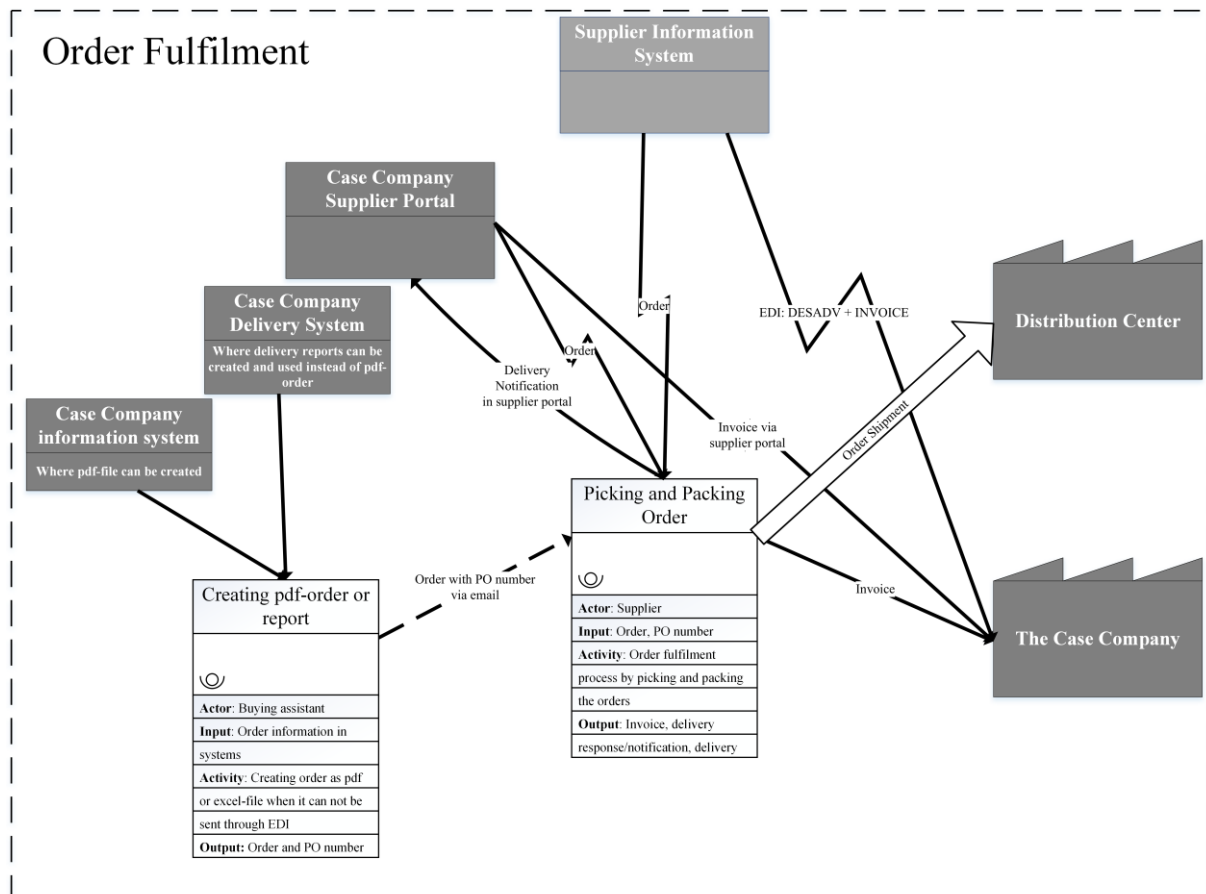 Order Fulfilment
Supplier Information
System
Case Company
Supplier Portal
Case Company
Delivery System
Where delivery reports can be
created and used instead of pdf-
order
Case Company
information system
Where pdf-file can be created
Order
Order
EDI: DESADV + INVOICE
Distribution Center
Delivery
Notification
in supplier portal
Invoice via
supplier portal
Order Shipment
Picking and Packing
Order
Actor: Supplier
Input: Order, PO number
Activity: Order fulfilment
process by picking and packing
the orders
Output: Invoice, delivery
response/notification, delivery
Order with PO number
via email
Invoice
The Case Company
Creating pdf-order or
report
Actor: Buying assistant
Input: Order information in
systems
Activity: Creating order as pdf
or excel-file when it can not be
sent through EDI
Output: Order and PO number